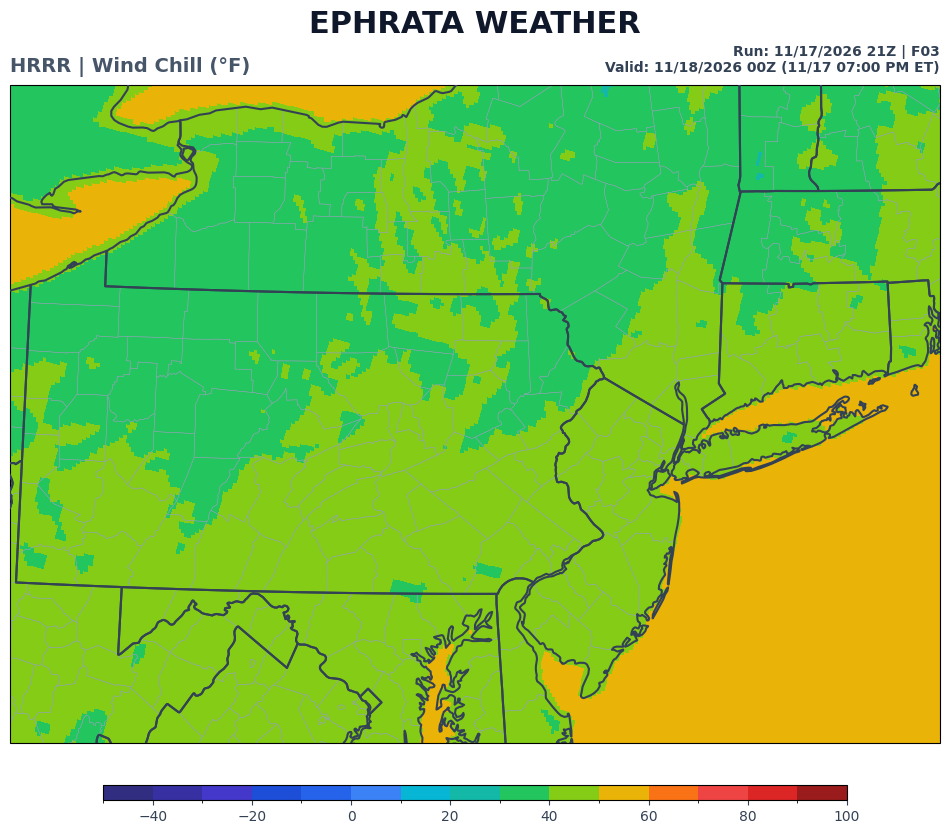 EPHRATA WEATHER
HRRR | Wind Chill (°F)
Run: 11/17/2026 21Z | F03
Valid: 11/18/2026 00Z (11/17 07:00 PM ET)
−40 −20 0 20 40 60 80 100